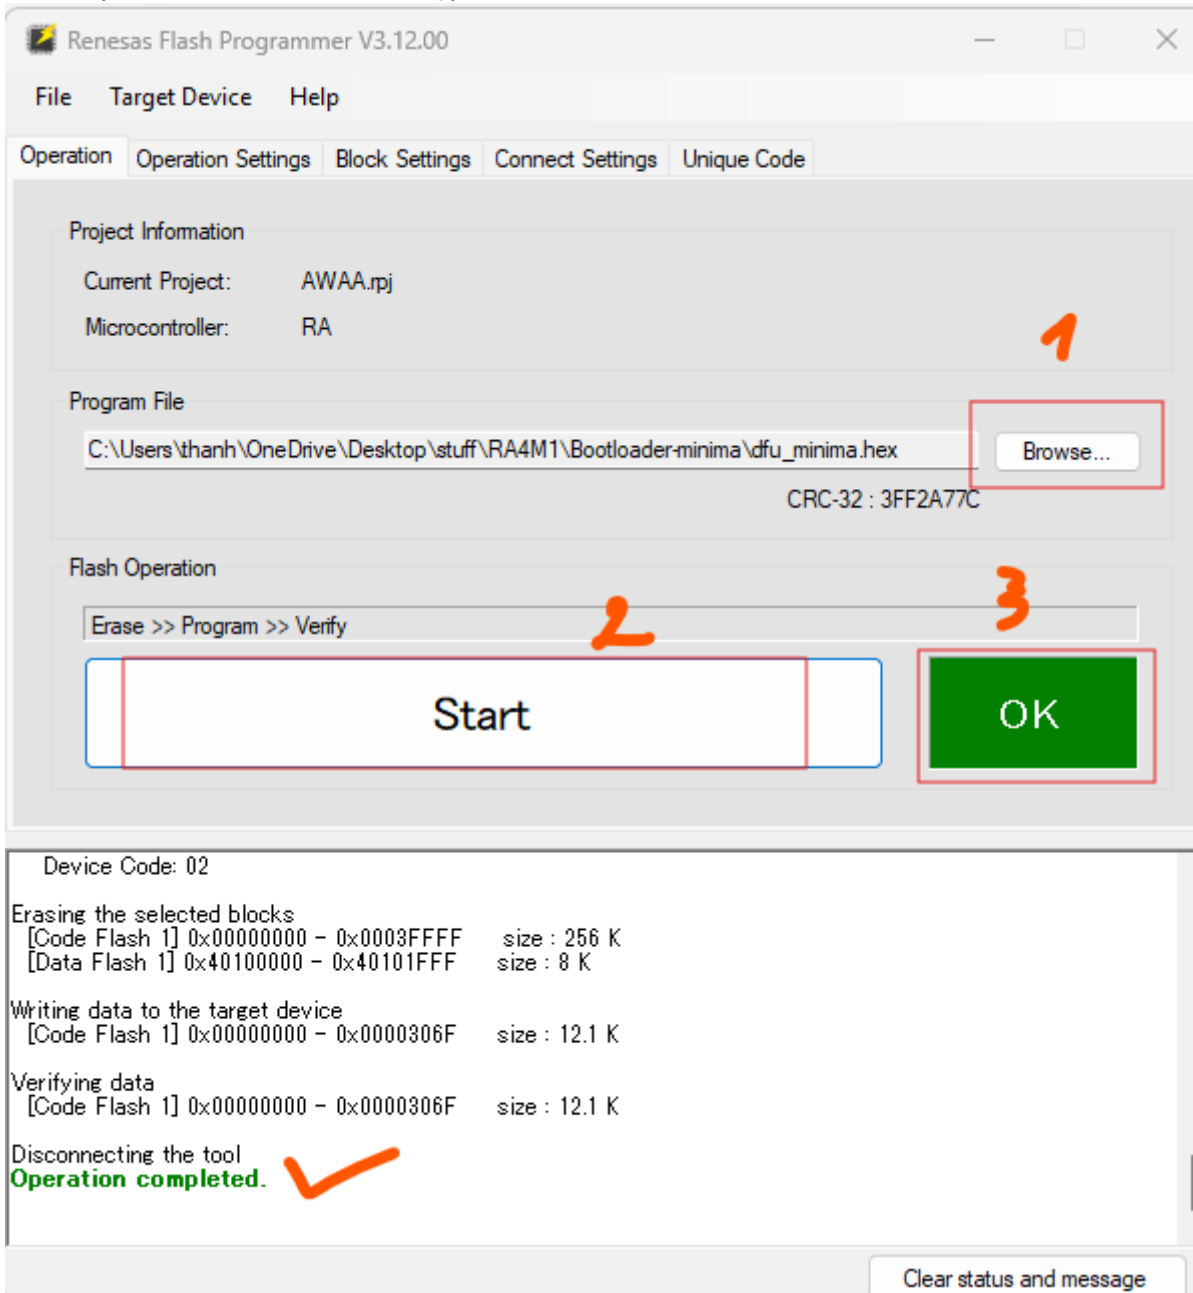 Renesas Flash Programmer V3.12.00
File Target Device Help
Operation Operation Settings Block Settings Connect Settings Unique Code
Project Information
Current Project: AWAA.rpj
Microcontroller: RA
1
Program File
C:\Users\thanh\OneDrive\Desktop\stuff\RA4M1\Bootloader-minima\dfu_minima.hex Browse...
CRC-32 : 3FF2A77C
Flash Operation
2 3
Erase >> Program >> Verify
Start OK
Device Code: 02
Erasing the selected blocks
[Code Flash 1] 0x00000000 - 0x0003FFFF size : 256 K
[Data Flash 1] 0x40100000 - 0x40101FFF size : 8 K
Writing data to the target device
[Code Flash 1] 0x00000000 - 0x0000306F size : 12.1 K
Verifying data
[Code Flash 1] 0x00000000 - 0x0000306F size : 12.1 K
Disconnecting the tool
Operation completed.
Clear status and message